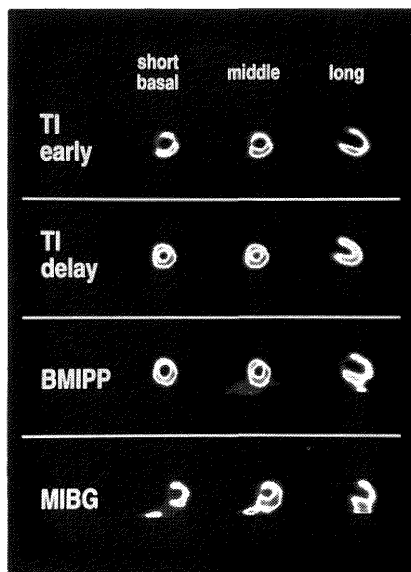 short basal
middle
long
Tl early
Tl delay
BMIPP
MIBG